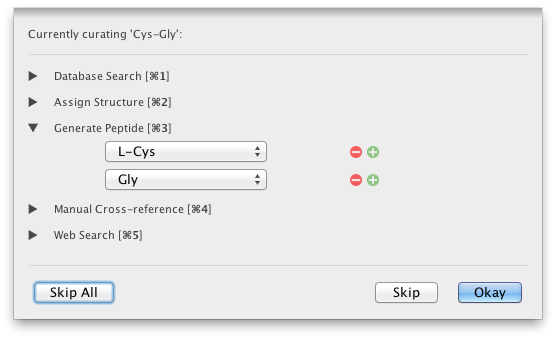 Currently curating 'Cys-Gly':
Database Search [⌘1]
Assign Structure [⌘2]
Generate Peptide [⌘3]
L-Cys
Gly
Manual Cross-reference [⌘4]
Web Search [⌘5]
Skip All Skip Okay